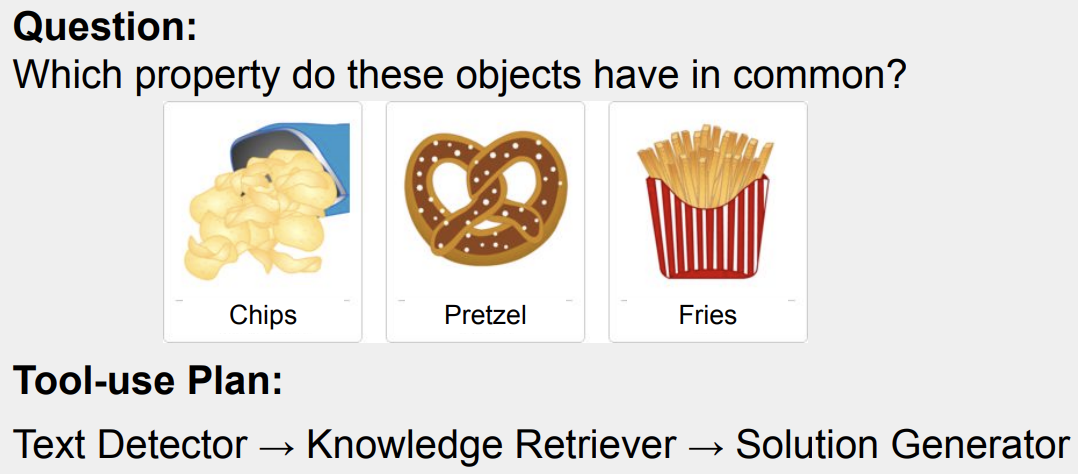 Question:
Which property do these objects have in common?
Chips
Pretzel
Fries
Tool-use Plan:
Text Detector → Knowledge Retriever → Solution Generator